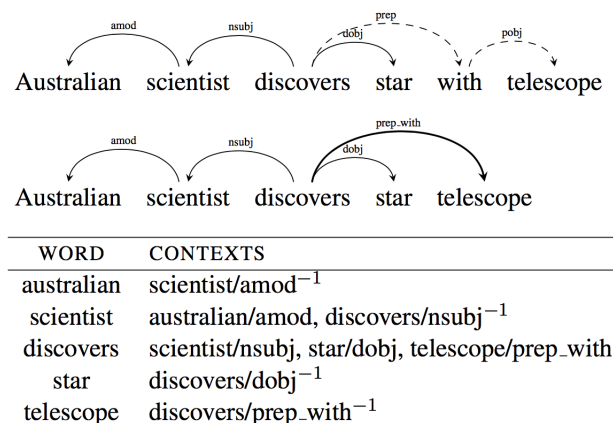 prep
amod nsubj dobj pobj
Australian scientist discovers star with telescope
prep_with
amod nsubj dobj
Australian scientist discovers star telescope
WORD CONTEXTS
australian scientist/amod⁻¹
scientist australian/amod, discovers/nsubj⁻¹
discovers scientist/nsubj, star/dobj, telescope/prep_with
star discovers/dobj⁻¹
telescope discovers/prep_with⁻¹